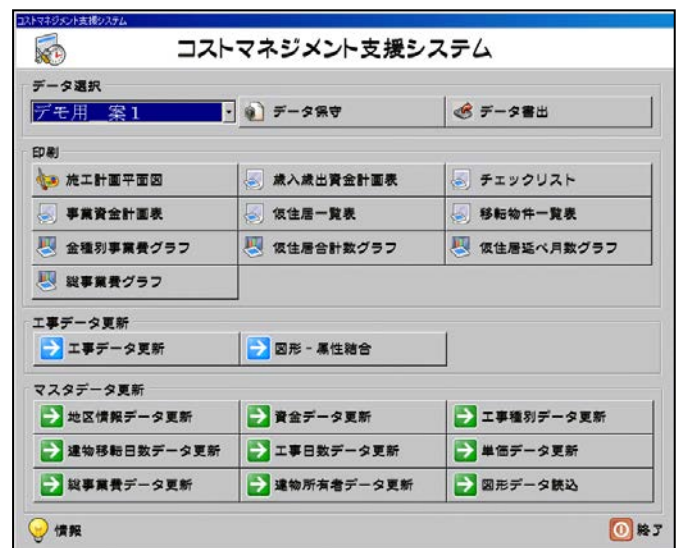 コストマネジメント支援システム
コストマネジメント支援システム
データ選択
デモ用__案1 データ保守 データ書出
印刷
施工計画平面図 歳入歳出資金計画表 チェックリスト
事業資金計画表 仮住居一覧表 移転物件一覧表
金種別事業費グラフ 仮住居合計数グラフ 仮住居延べ月数グラフ
総事業費グラフ
工事データ更新
工事データ更新 図形 - 属性結合
マスタデータ更新
地区情報データ更新 資金データ更新 工事種別データ更新
建物移転日数データ更新 工事日数データ更新 単価データ更新
総事業費データ更新 建物所有者データ更新 図形データ読込
情報 終了